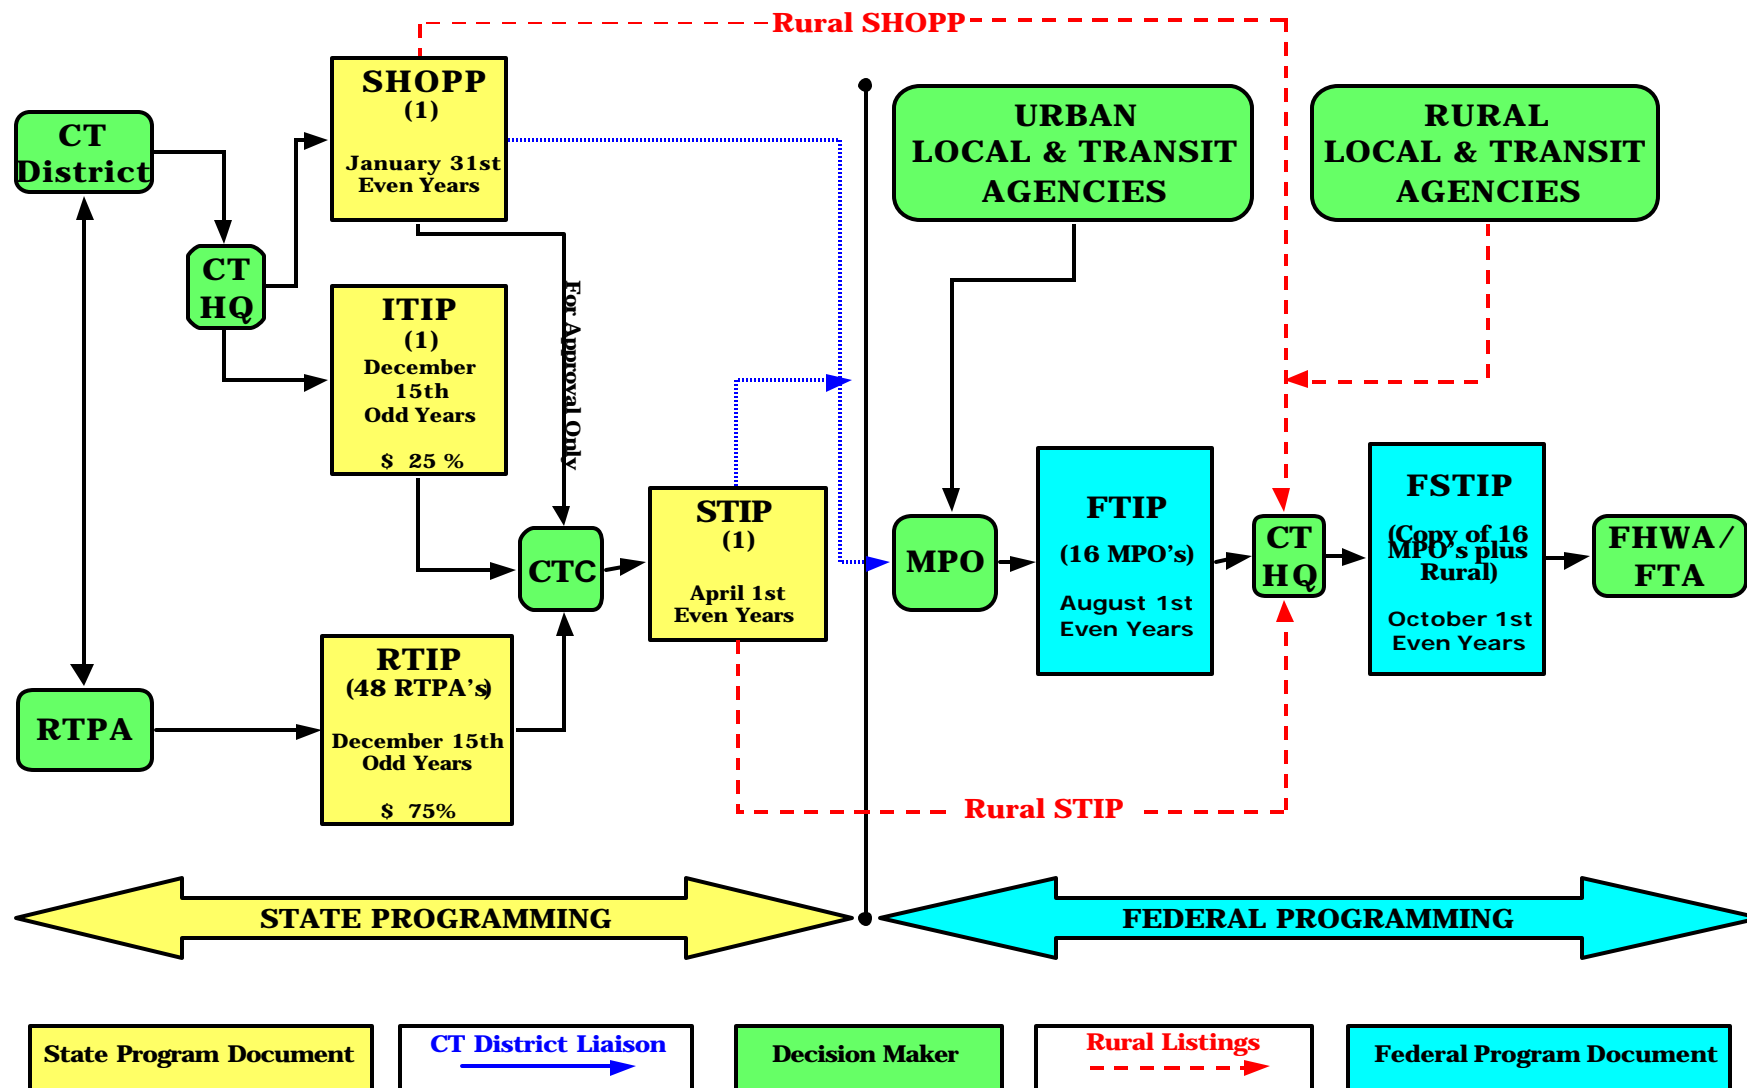 Rural SHOPP
SHOPP
(1)
January 31st
Even Years
CT
District
CT
HQ
ITIP
(1)
December
15th
Odd Years
$ 25 %
For Approval Only
RTPA
RTIP
(48 RTPA's)
December 15th
Odd Years
$ 75%
CTC
STIP
(1)
April 1st
Even Years
URBAN
LOCAL & TRANSIT
AGENCIES
RURAL
LOCAL & TRANSIT
AGENCIES
MPO
FTIP
(16 MPO's)
August 1st
Even Years
CT
HQ
FSTIP
(Copy of 16
MPO's plus
Rural)
October 1st
Even Years
FHWA/
FTA
Rural STIP
STATE PROGRAMMING
FEDERAL PROGRAMMING
State Program Document
CT District Liaison
Decision Maker
Rural Listings
Federal Program Document